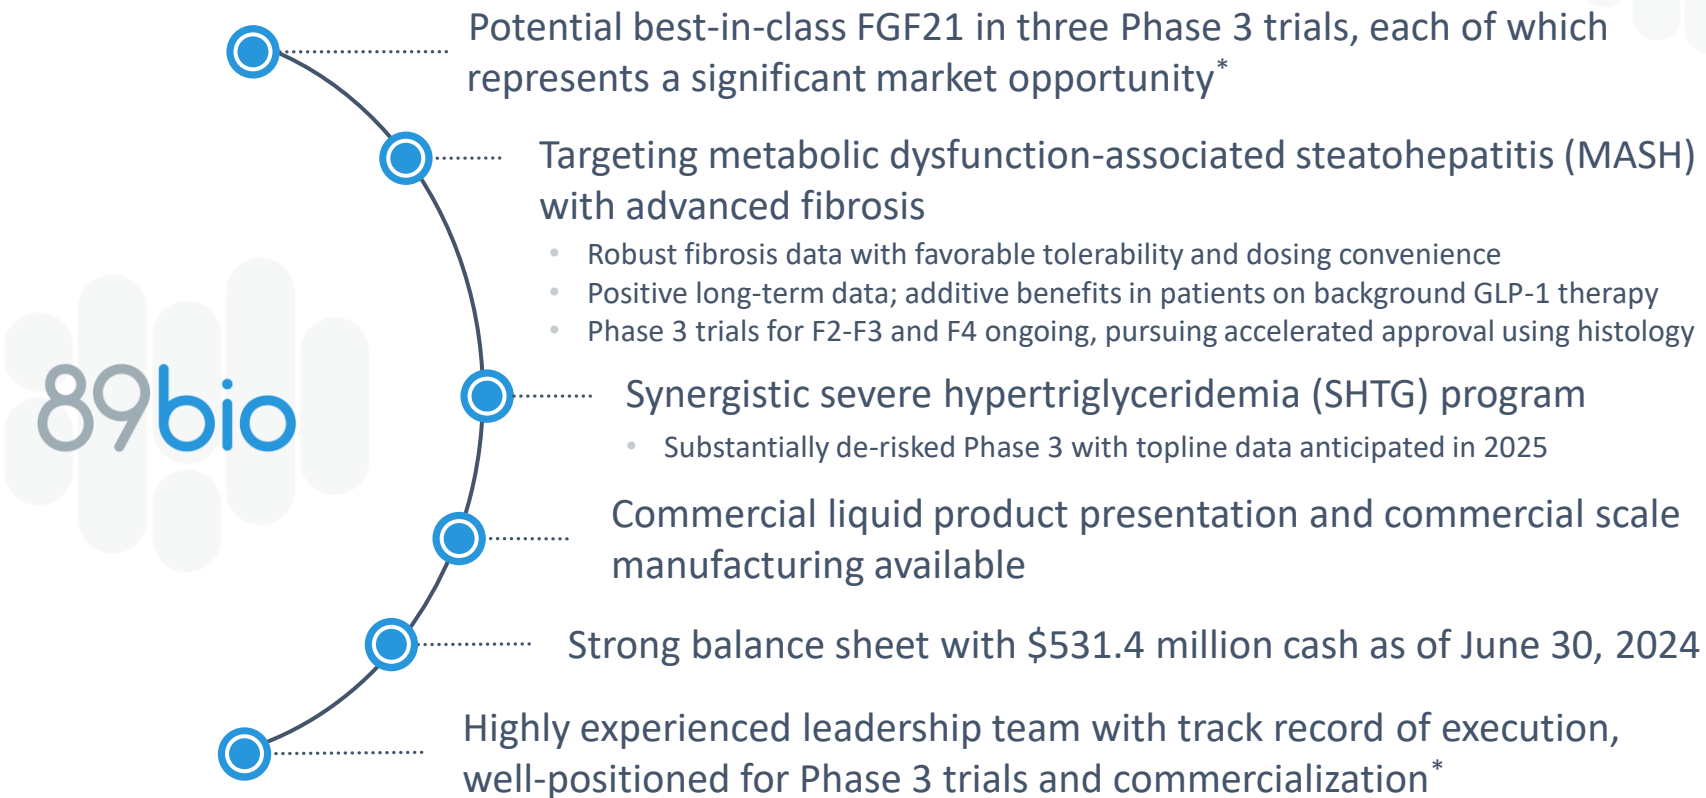 Potential best-in-class FGF21 in three Phase 3 trials, each of which
represents a significant market opportunity*
Targeting metabolic dysfunction-associated steatohepatitis (MASH)
with advanced fibrosis
• Robust fibrosis data with favorable tolerability and dosing convenience
• Positive long-term data; additive benefits in patients on background GLP-1 therapy
• Phase 3 trials for F2-F3 and F4 ongoing, pursuing accelerated approval using histology
89bio
Synergistic severe hypertriglyceridemia (SHTG) program
• Substantially de-risked Phase 3 with topline data anticipated in 2025
Commercial liquid product presentation and commercial scale
manufacturing available
Strong balance sheet with $531.4 million cash as of June 30, 2024
Highly experienced leadership team with track record of execution,
well-positioned for Phase 3 trials and commercialization*